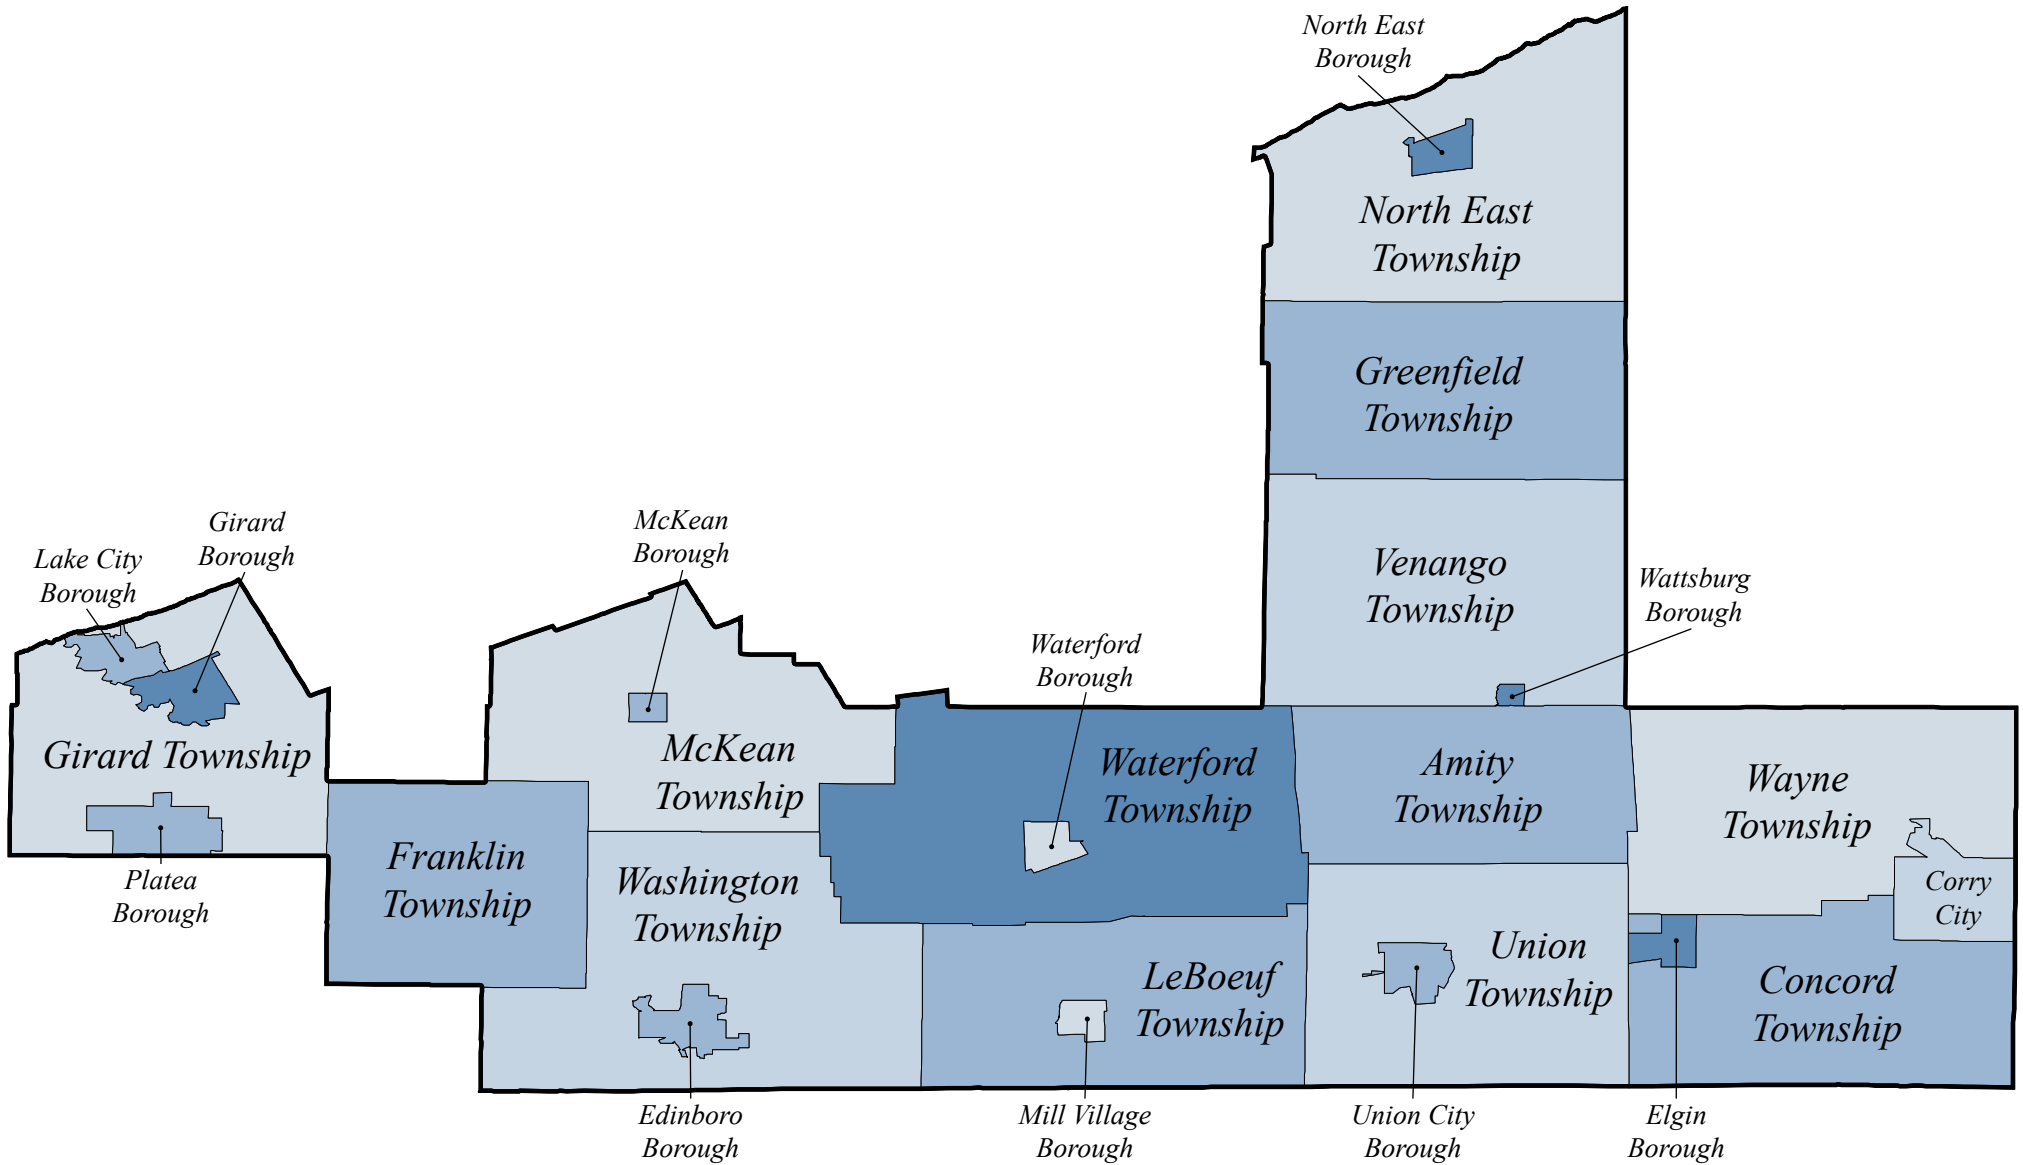 North East
Borough
North East
Township
Greenfield
Township
Girard
Borough
McKean
Borough
Lake City
Borough
Venango
Township
Wattsburg
Borough
Waterford
Borough
Girard Township
McKean
Township
Waterford
Township
Amity
Township
Wayne
Township
Franklin
Township
Platea
Borough
Washington
Township
Corry
City
LeBoeuf
Township
Union
Township
Concord
Township
Edinboro
Borough
Mill Village
Borough
Union City
Borough
Elgin
Borough